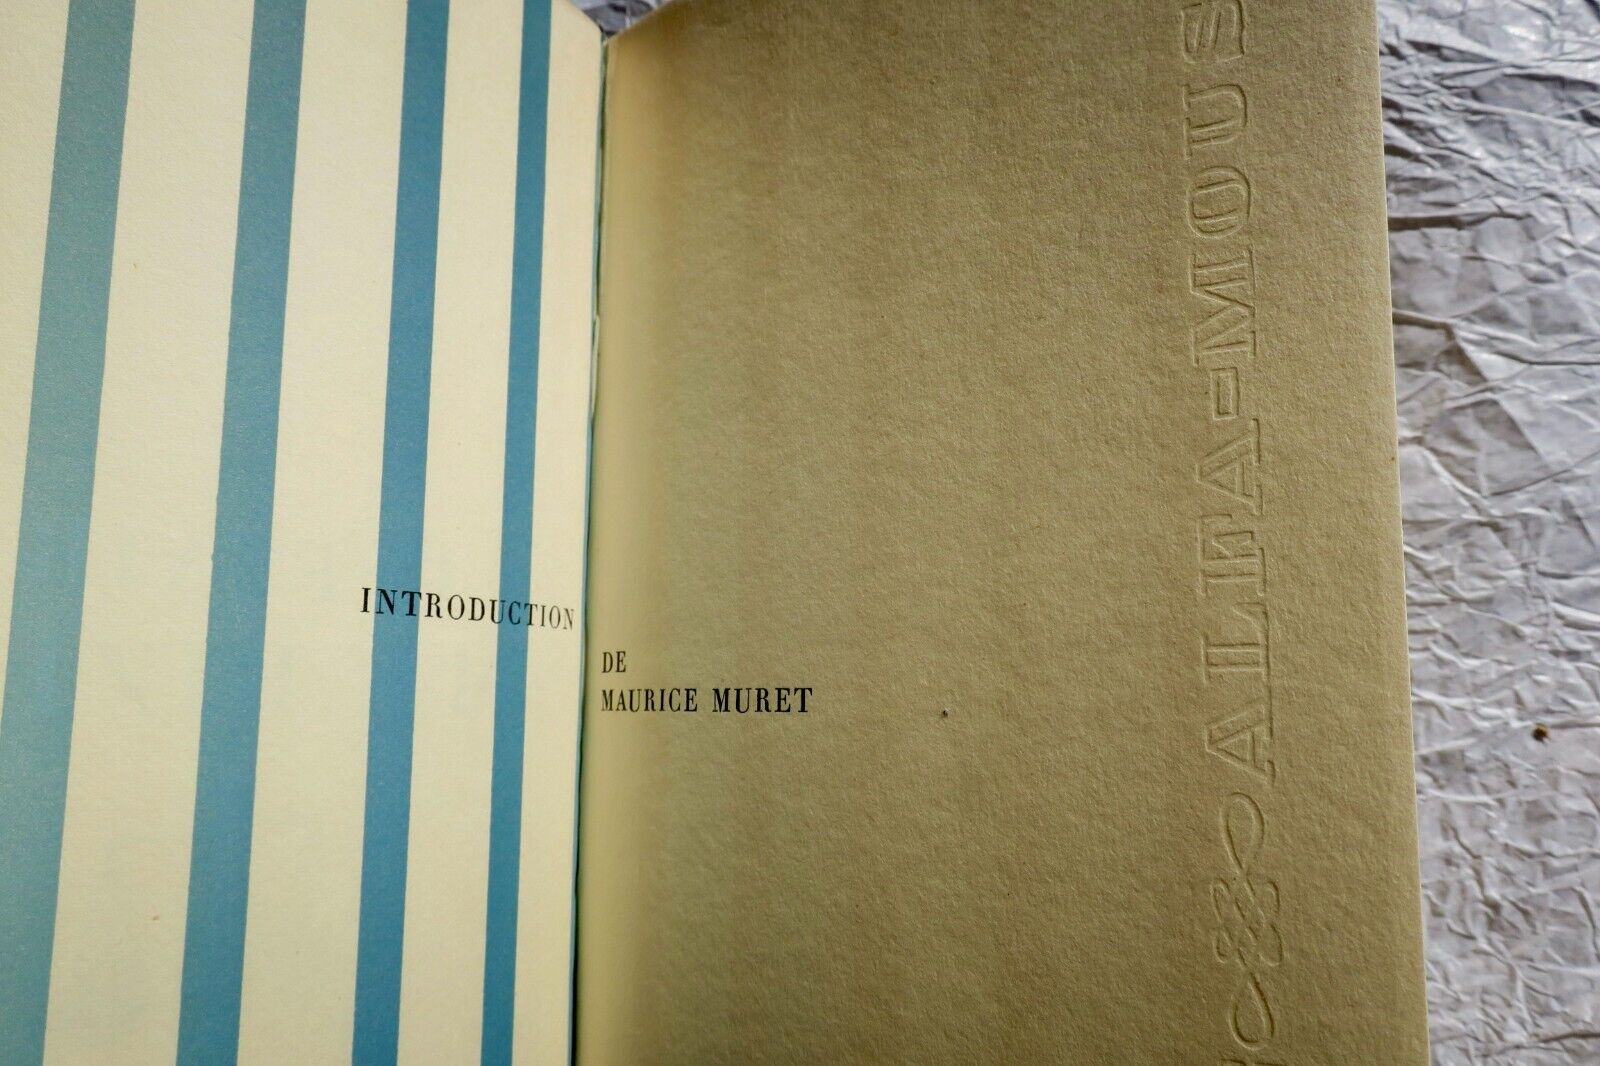 INTRODUCTION
DE
MAURICE MURET
ALFA-MOUS